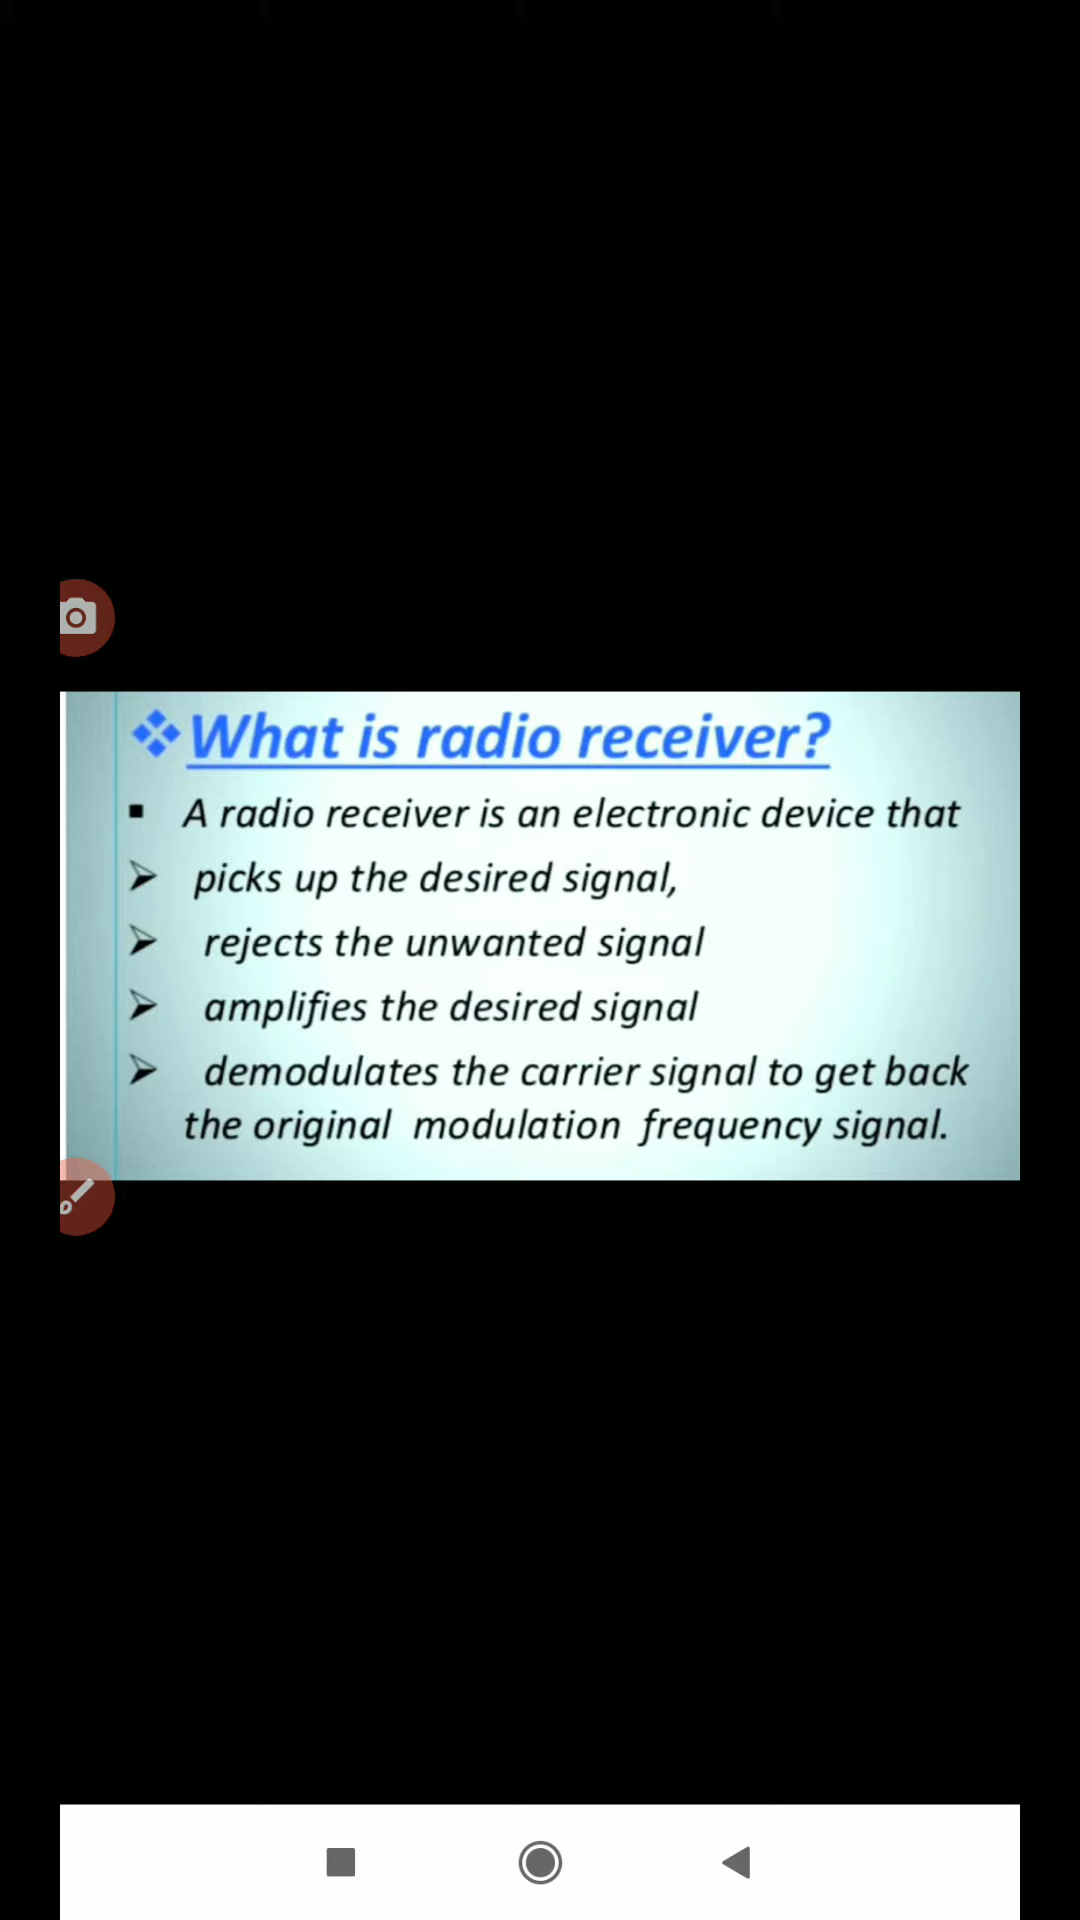 ❖What is radio receiver?
▪ A radio receiver is an electronic device that
➢ picks up the desired signal,
➢ rejects the unwanted signal
➢ amplifies the desired signal
➢ demodulates the carrier signal to get back
the original modulation frequency signal.